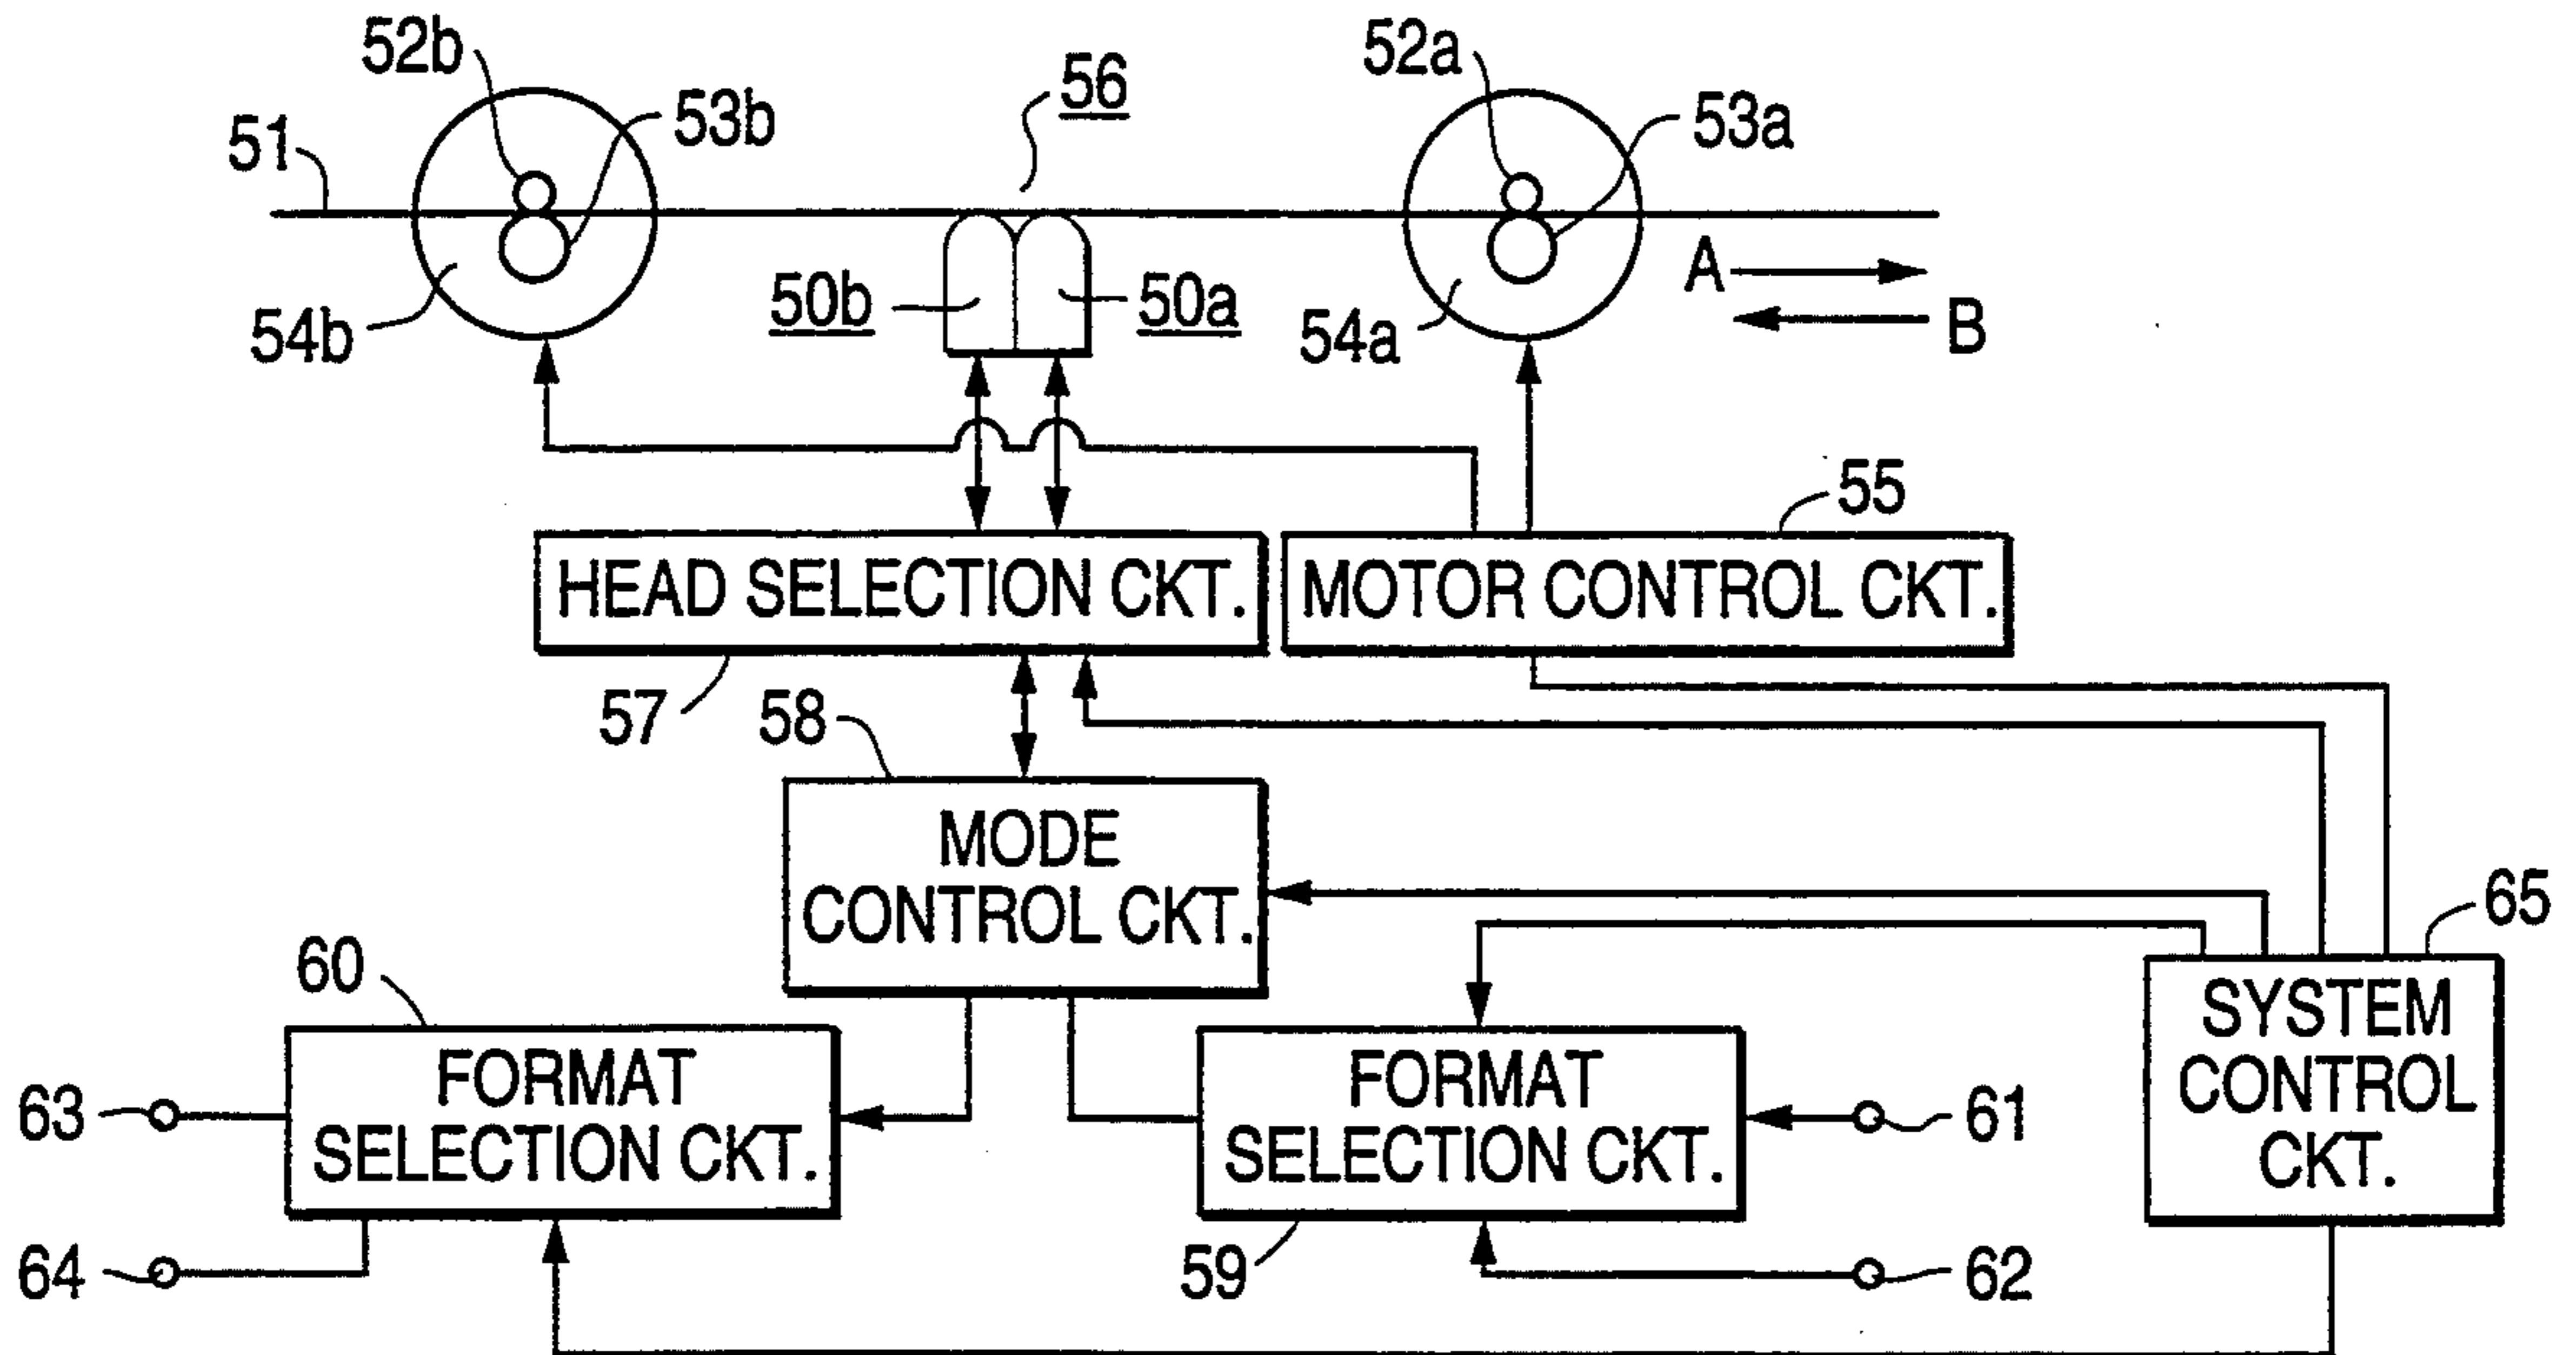 52b
56
52a
53b
53a
51
A
50b
50a
54b
54a
B
55
HEAD SELECTION CKT.
MOTOR CONTROL CKT.
57
58
MODE
CONTROL CKT.
65
60
SYSTEM
CONTROL
CKT.
FORMAT
SELECTION CKT.
FORMAT
SELECTION CKT.
63
61
64
59
62